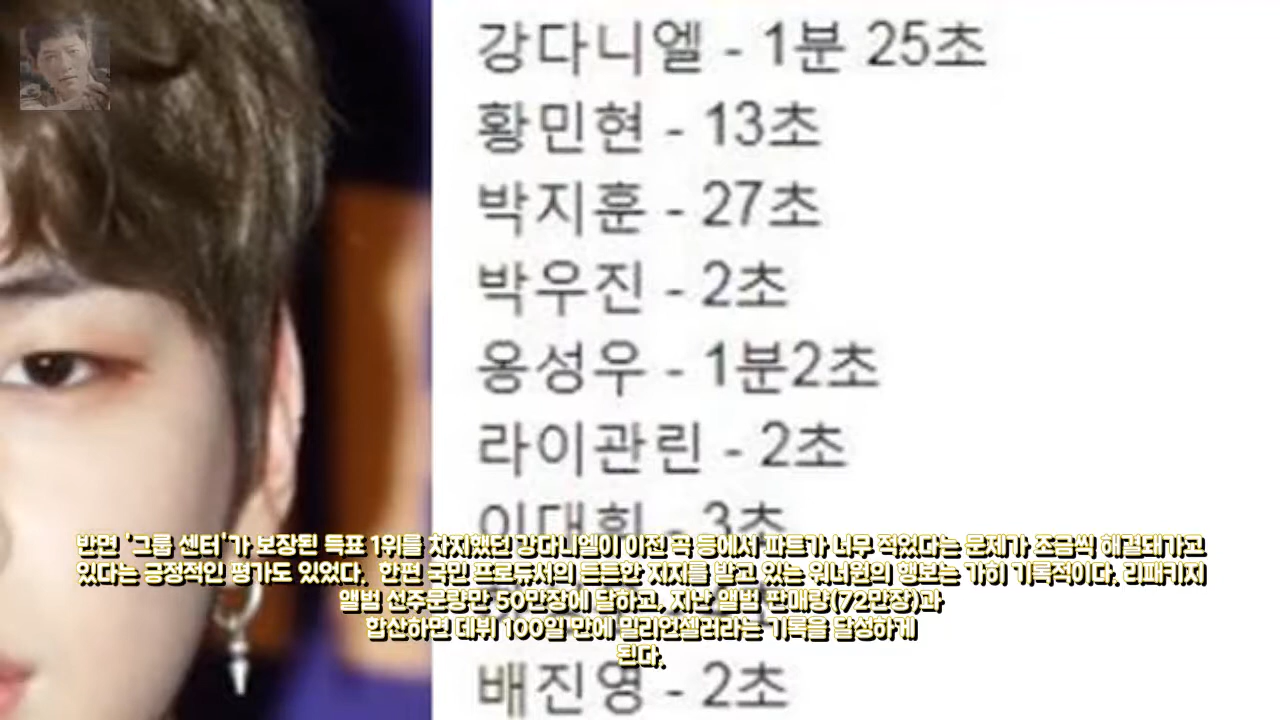 강다니엘 - 1분 25초
황민현 - 13초
박지훈 - 27초
박우진 - 2초
옹성우 - 1분2초
라이관린 - 2초
이대휘 - 3초
반면 '그룹 센터'가 보장된 득표 1위를 차지했던 강다니엘이 이전 곡 등에서 파트가 너무 적었다는 문제가 조금씩 해결돼가고
있다는 긍정적인 평가도 있었다. 한편 국민 프로듀서의 든든한 지지를 받고 있는 워너원의 행보는 가히 기록적이다. 리패키지
앨범 선주문량만 50만장에 달하고, 지난 앨범 판매량(72만장)과
합산하면 데뷔 100일 만에 밀리언셀러라는 기록을 달성하게
된다.
배진영 - 2초